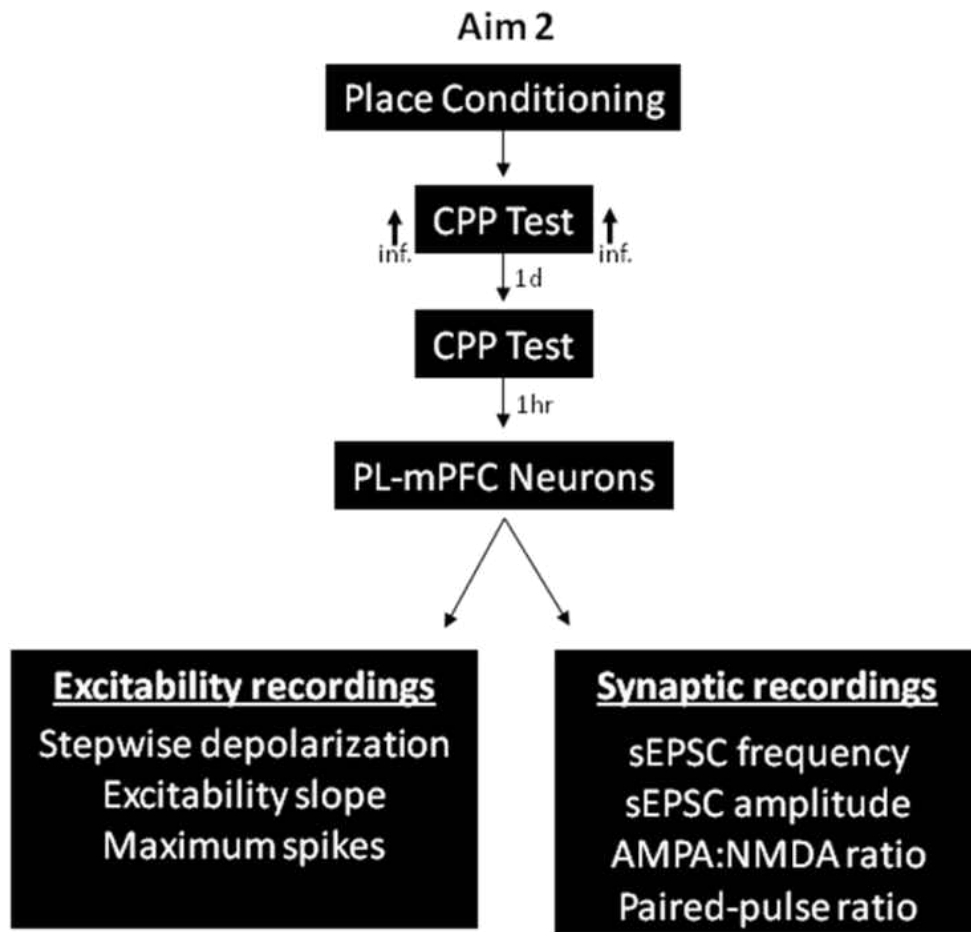 Aim 2
Place Conditioning
CPP Test
inf.
inf.
1d
CPP Test
1hr
PL-mPFC Neurons
Excitability recordings
Stepwise depolarization
Excitability slope
Maximum spikes
Synaptic recordings
sEPSC frequency
sEPSC amplitude
AMPA:NMDA ratio
Paired-pulse ratio